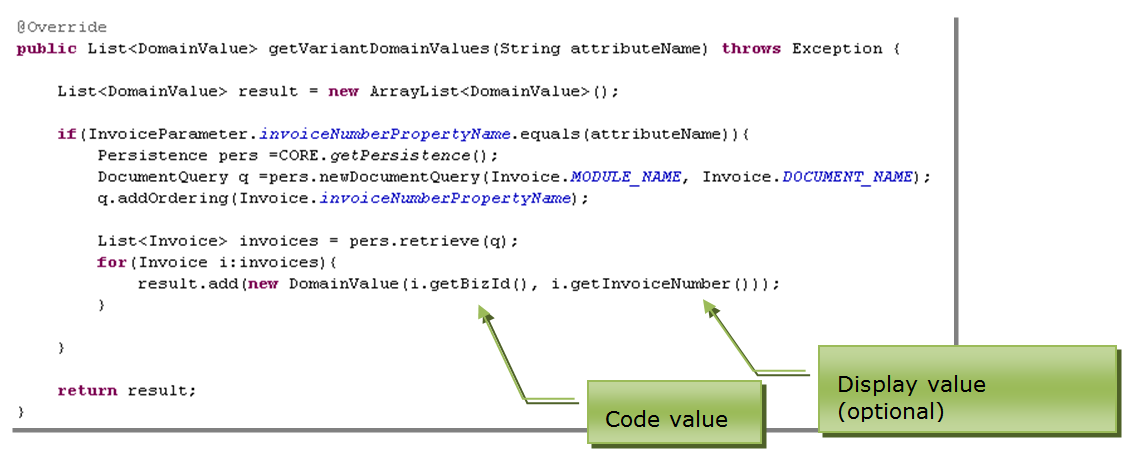 @Override
public List<DomainValue> getVariantDomainValues(String attributeName) throws Exception {
List<DomainValue> result = new ArrayList<DomainValue>();
if(InvoiceParameter.invoiceNumberPropertyName.equals(attributeName)){
Persistence pers =CORE.getPersistence();
DocumentQuery q =pers.newDocumentQuery(Invoice.MODULE_NAME, Invoice.DOCUMENT_NAME);
q.addOrdering(Invoice.invoiceNumberPropertyName);
List<Invoice> invoices = pers.retrieve(q);
for(Invoice i:invoices){
result.add(new DomainValue(i.getBizId(), i.getInvoiceNumber()));
}
}
return result;
}
Code value
Display value
(optional)